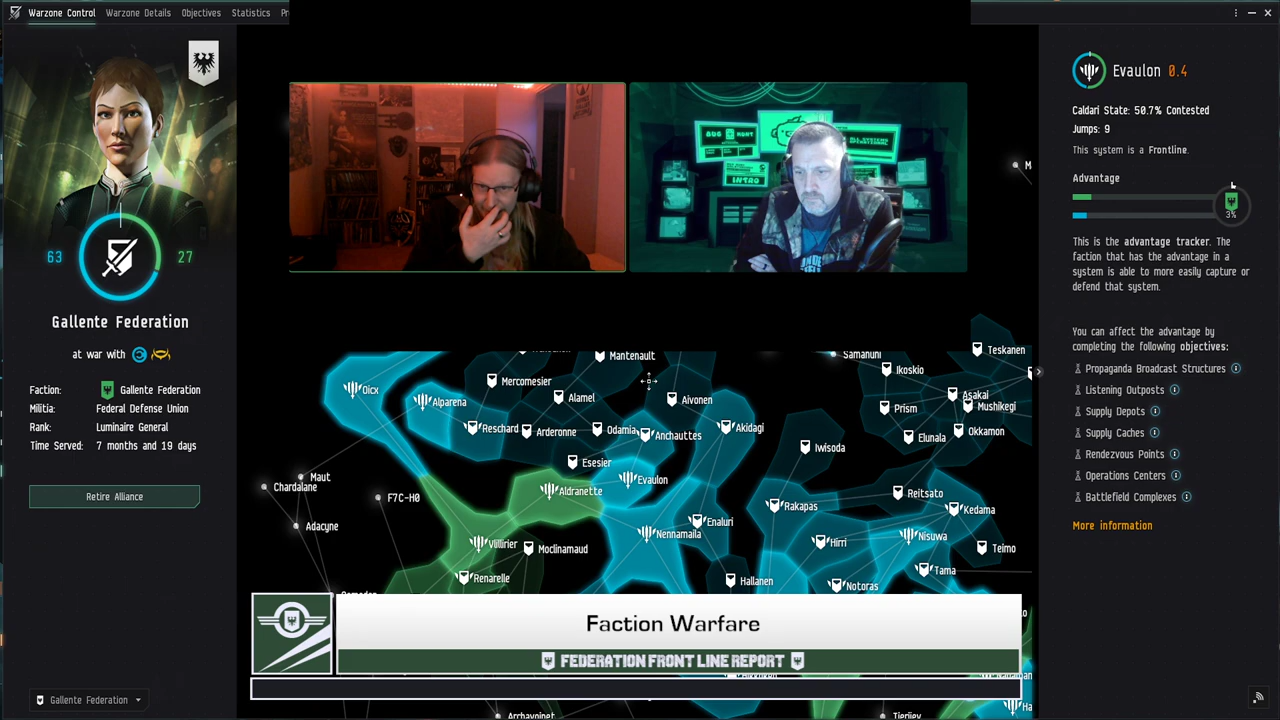 Warzone Control
Warzone Details
Objectives
Statistics
63
27
Gallente Federation
at war with
Faction: Gallente Federation
Militia: Federal Defense Union
Rank: Luminaire General
Time Served: 7 months and 19 days
Retire Alliance
Gallente Federation
AUG
INTRO
Mantenault
Samanuni
Teskanen
Oicx
Mercomesier
Ikoskio
Alparena
Alamel
Aivonen
Prism
Asakal
Mushikegi
Reschard
Arderonne
Odamia
Anchauttes
Akidagi
Elunala
Okkamon
Iwisoda
Esesier
Maut
Chardalane
F7C-H0
Aldranette
Evaulon
Reitsato
Rakapas
Kedama
Adacyne
Enaluri
Nennamaila
Vlillirier
Moclinamaud
Hirri
Nisuwa
Teimo
Renarelle
Hallanen
Notoras
Tama
Faction Warfare
FEDERATION FRONT LINE REPORT
Archavoinet
Tierijev
Evaulon 0.4
Caldari State: 50.7% Contested
Jumps: 9
This system is a Frontline.
Advantage
3%
This is the advantage tracker. The
faction that has the advantage in a
system is able to more easily capture or
defend that system.
You can affect the advantage by
completing the following objectives:
Propaganda Broadcast Structures
Listening Outposts
Supply Depots
Supply Caches
Rendezvous Points
Operations Centers
Battlefield Complexes
More information